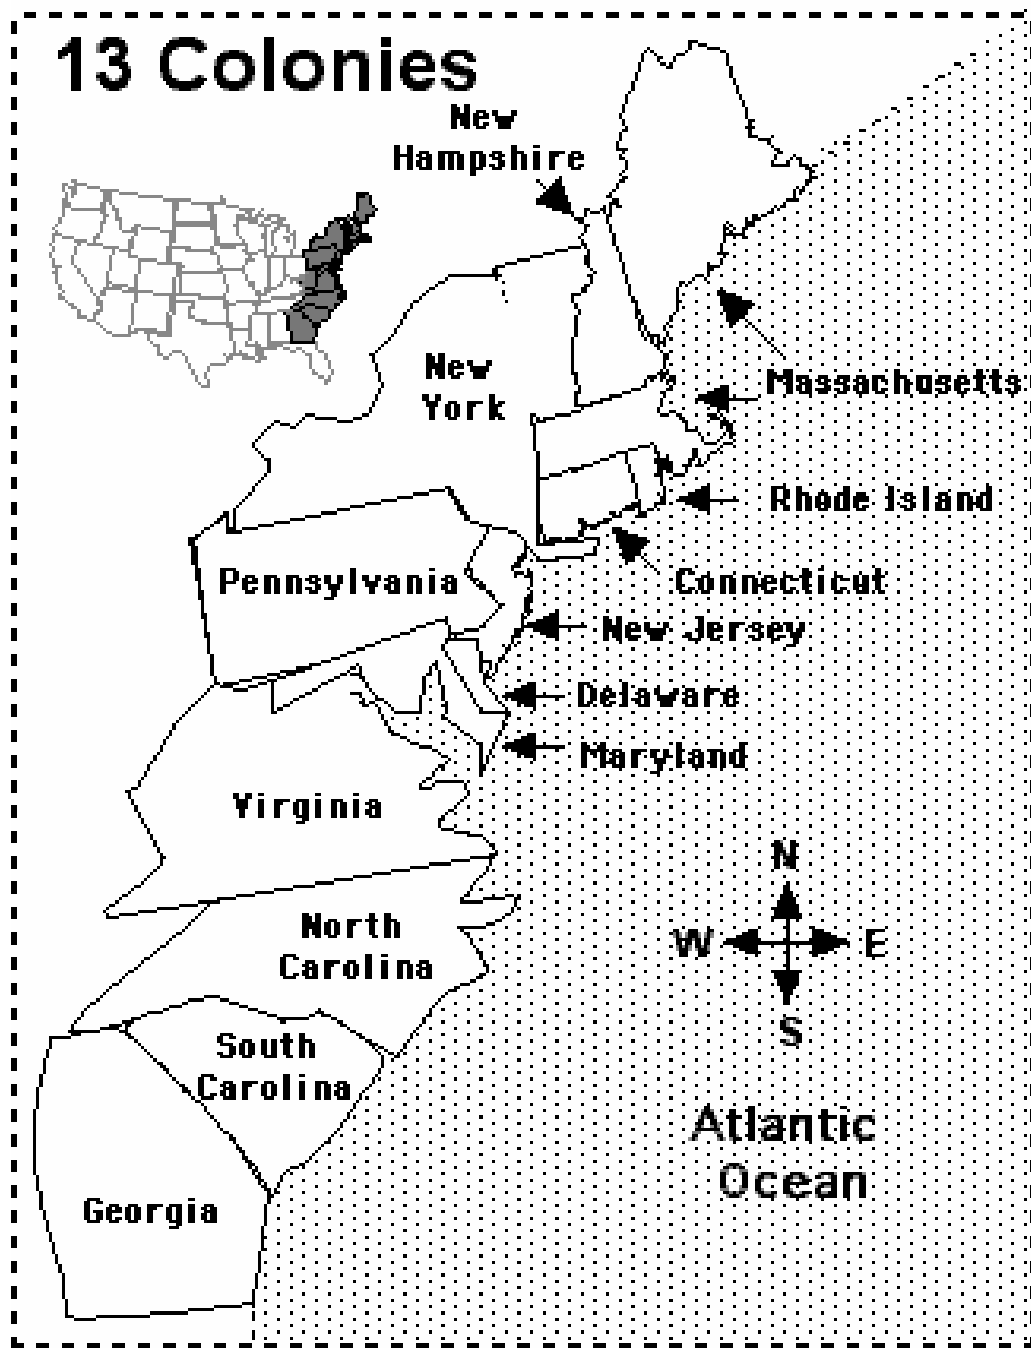 13 Colonies
New
Hampshire
New
York
Massachusetts
Rhode Island
Connecticut
Pennsylvania
New Jersey
Delaware
Maryland
Virginia
N
W
E
S
North
Carolina
South
Carolina
Atlantic
Ocean
Georgia